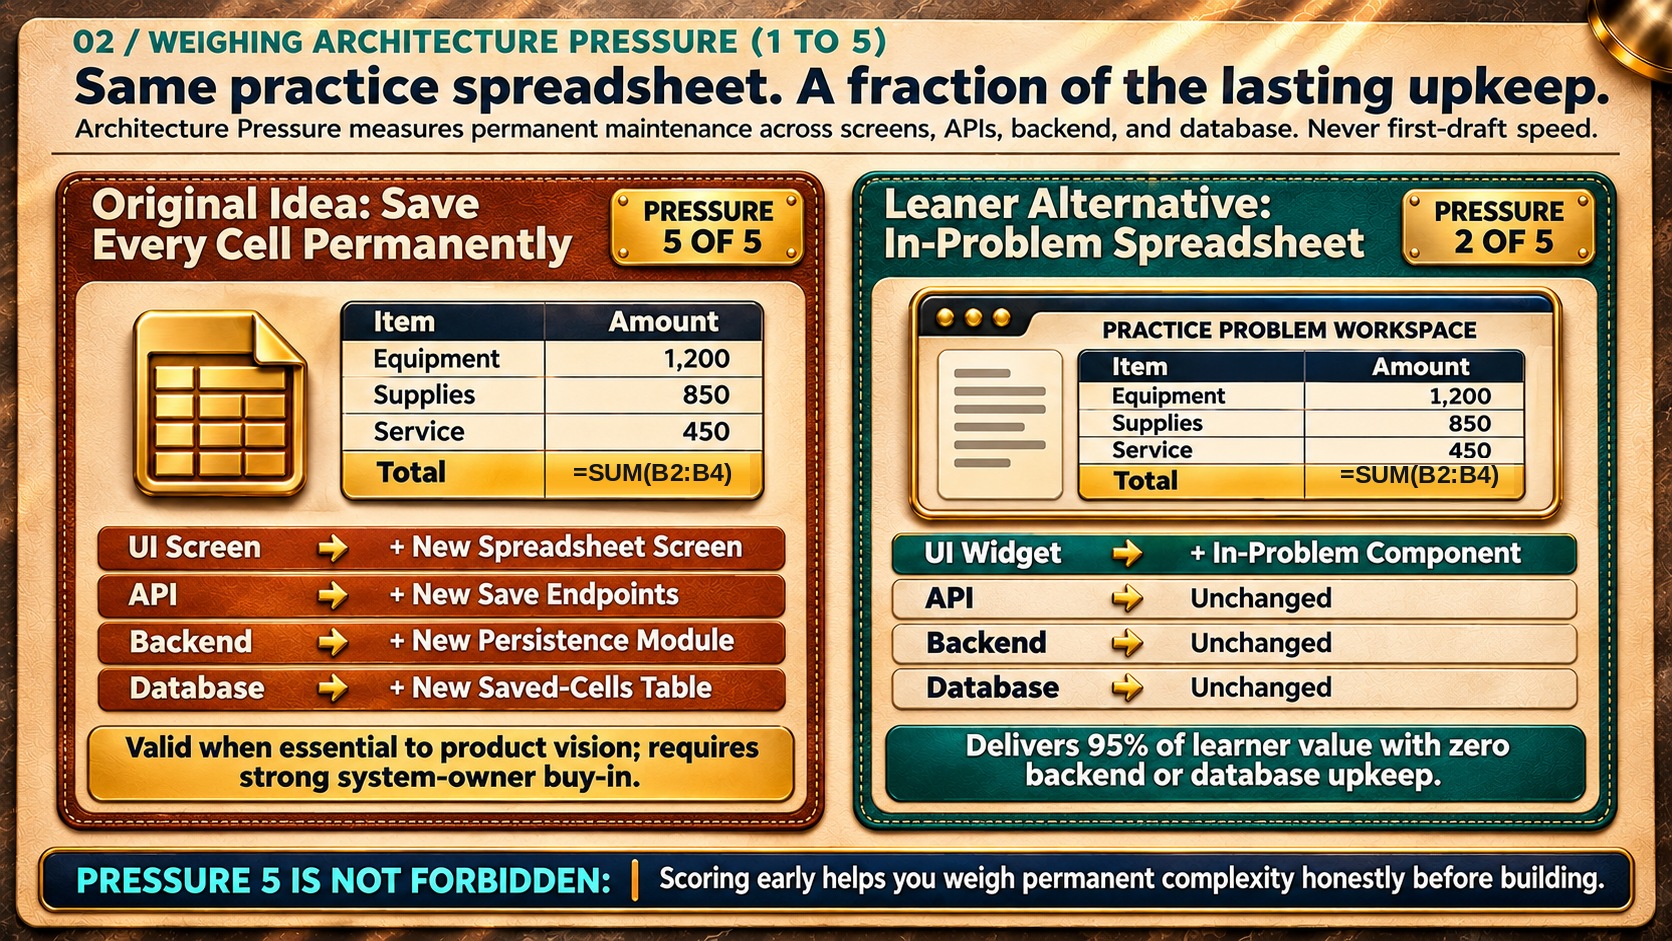 02 / WEIGHING ARCHITECTURE PRESSURE (1 TO 5)
Same practice spreadsheet. A fraction of the lasting upkeep.
Architecture Pressure measures permanent maintenance across screens, APIs, backend, and database. Never first-draft speed.
Original Idea: Save
Every Cell Permanently
PRESSURE
5 OF 5
Item Amount
Equipment 1,200
Supplies 850
Service 450
Total =SUM(B2:B4)
UI Screen + New Spreadsheet Screen
API + New Save Endpoints
Backend + New Persistence Module
Database + New Saved-Cells Table
Valid when essential to product vision; requires
strong system-owner buy-in.
Leaner Alternative:
In-Problem Spreadsheet
PRESSURE
2 OF 5
PRACTICE PROBLEM WORKSPACE
Item Amount
Equipment 1,200
Supplies 850
Service 450
Total =SUM(B2:B4)
UI Widget + In-Problem Component
API Unchanged
Backend Unchanged
Database Unchanged
Delivers 95% of learner value with zero
backend or database upkeep.
PRESSURE 5 IS NOT FORBIDDEN: Scoring early helps you weigh permanent complexity honestly before building.